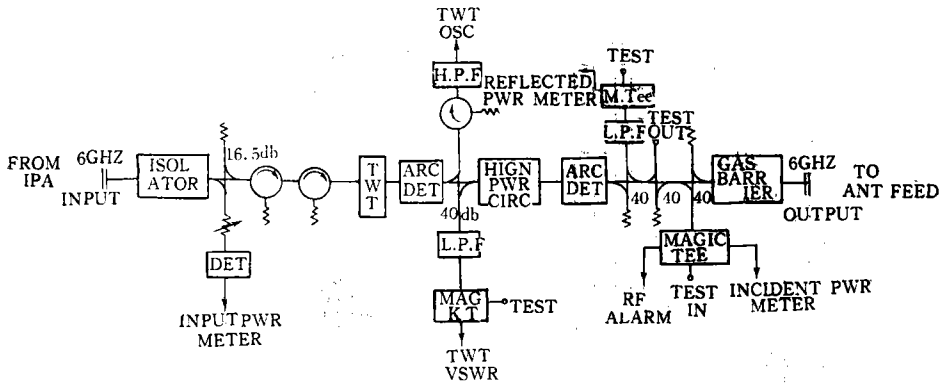 TWT
OSC
H.P.F
REFLECTED
PWR METER
TEST
M.Tee
L.P.F
TEST
OUT
FROM
IPA
6GHZ
INPUT
ISOL
ATOR
16.5db
T
W
T
ARC
DET
40db
HIGN
PWR
CIRC
ARC
DET
40
40
40
GAS
BARR
IER
6GHZ
OUTPUT
TO
ANT FEED
DET
INPUT PWR
METER
L.P.F
MAG
KT
TEST
TWT
VSWR
MAGIC
TEE
RF
ALARM
TEST
IN
INCIDENT PWR
METER